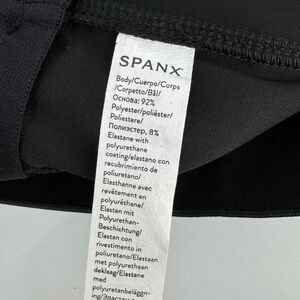 SPANX
Body/Cuerpo/Corps
/Corpetto/Bål/
Основа: 92%
Polyester/poliéster/
Poliestere/
Полиэстер, 8%
Elastane with
polyurethane
coating/elastano con
recubrimiento de
poliuretano/
Elasthanne avec
revêtement en
polyuréthane/
Elastan mit
Polyurethan-
Beschichtung/
Elastan con
rivestimento in
poliuretano/Elastaan
met polyurethaan
deklaag/Elastane
med
polyuretanbeläggn-